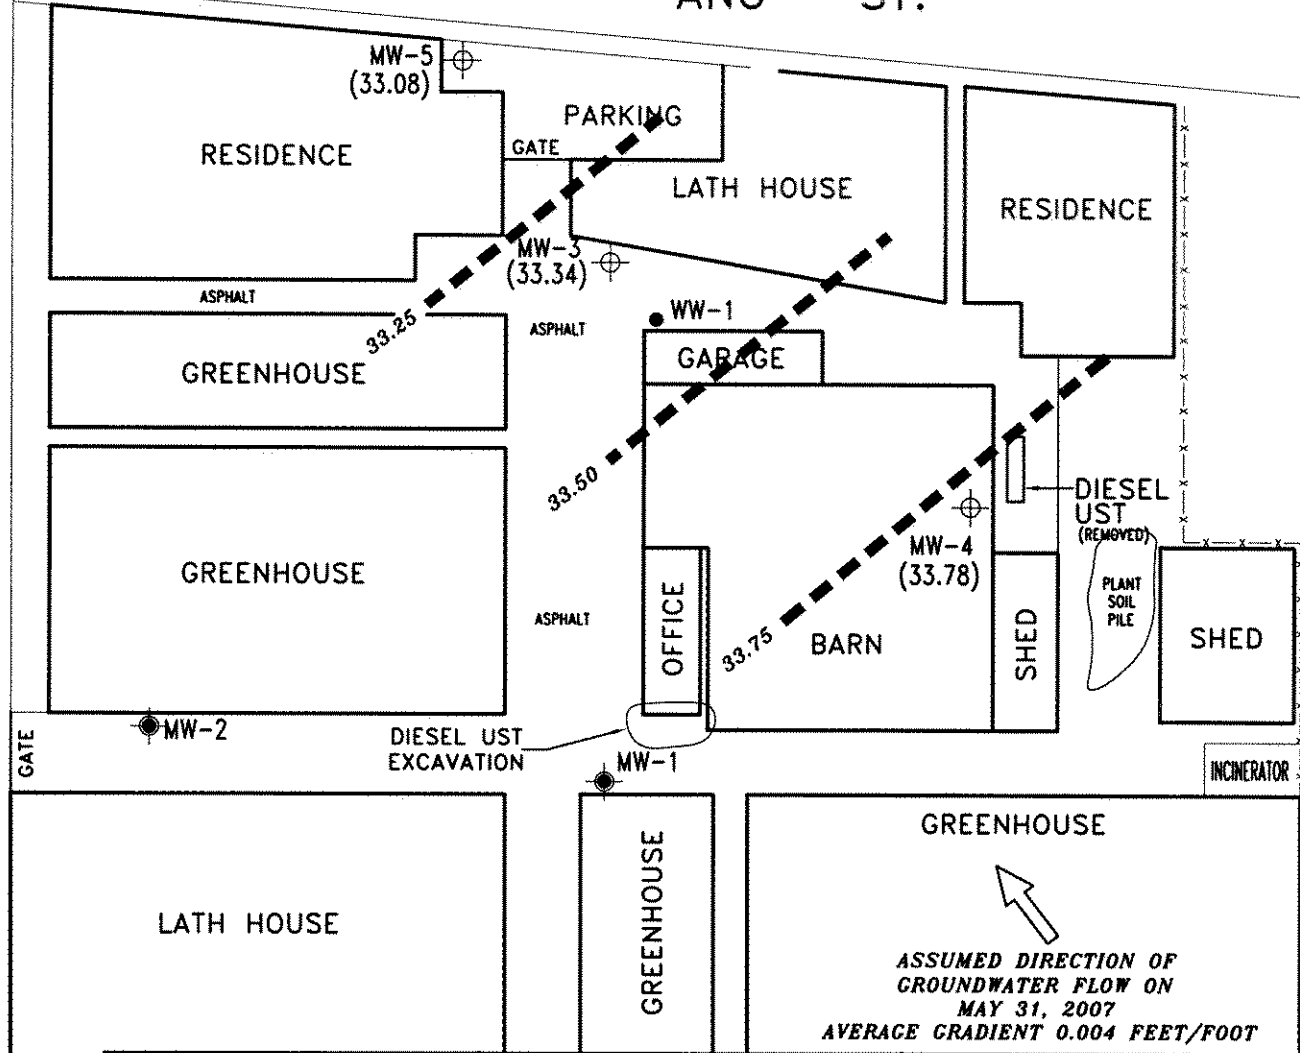 ST.
MW-5
(33.08)
PARKING
GATE
RESIDENCE
LATH HOUSE
RESIDENCE
MW-3
(33.34)
ASPHALT
WW-1
33.25
ASPHALT
GARAGE
GREENHOUSE
33.50
DIESEL
UST
(REMOVED)
MW-4
(33.78)
GREENHOUSE
PLANT
SOIL
PILE
ASPHALT
OFFICE
33.75
BARN
SHED
SHED
MW-2
GATE
DIESEL UST
EXCAVATION
MW-1
INCINERATOR
GREENHOUSE
GREENHOUSE
LATH HOUSE
ASSUMED DIRECTION OF
GROUNDWATER FLOW ON
MAY 31, 2007
AVERAGE GRADIENT 0.004 FEET/FOOT